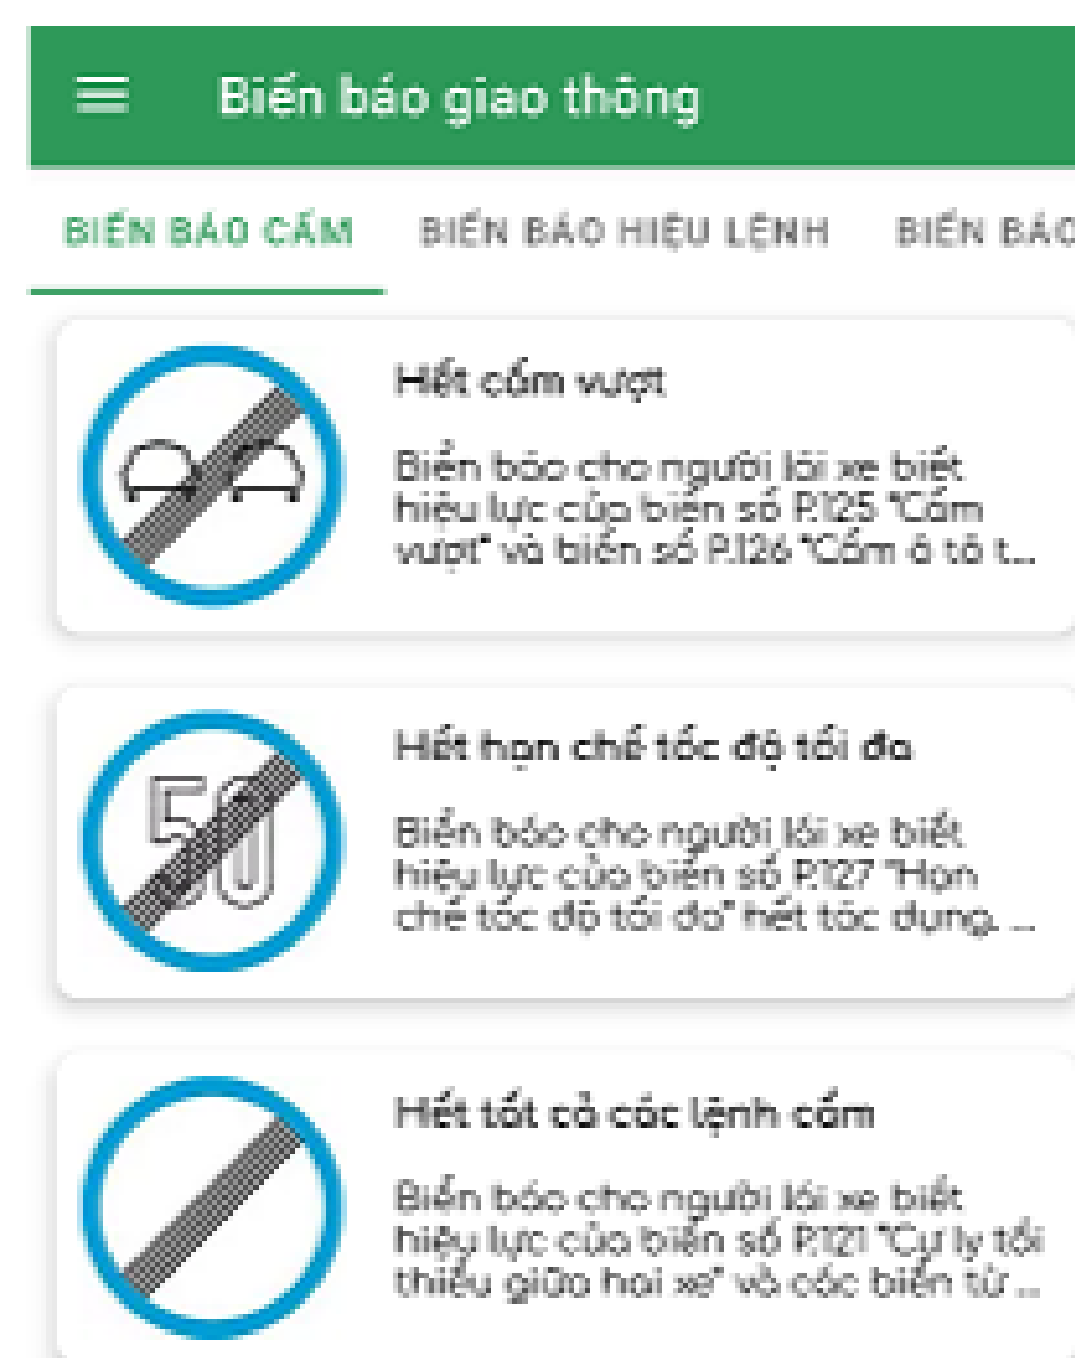 Biển báo giao thông
BIỂN BÁO CẤM BIỂN BÁO HIỆU LỆNH BIỂN BÁO
Hết cấm vượt
Biển báo cho người lái xe biết
hiệu lực của biển số P.125 "Cấm
vượt" và biển số P.126 "Cấm ô tô t...
50
Hết hạn chế tốc độ tối đa
Biển báo cho người lái xe biết
hiệu lực của biển số P.127 "Hạn
chế tốc độ tối đa" hết tác dụng. ...
Hết tất cả các lệnh cấm
Biển báo cho người lái xe biết
hiệu lực của biển số P.121 "Cự ly tối
thiểu giữa hai xe" và các biển từ ...